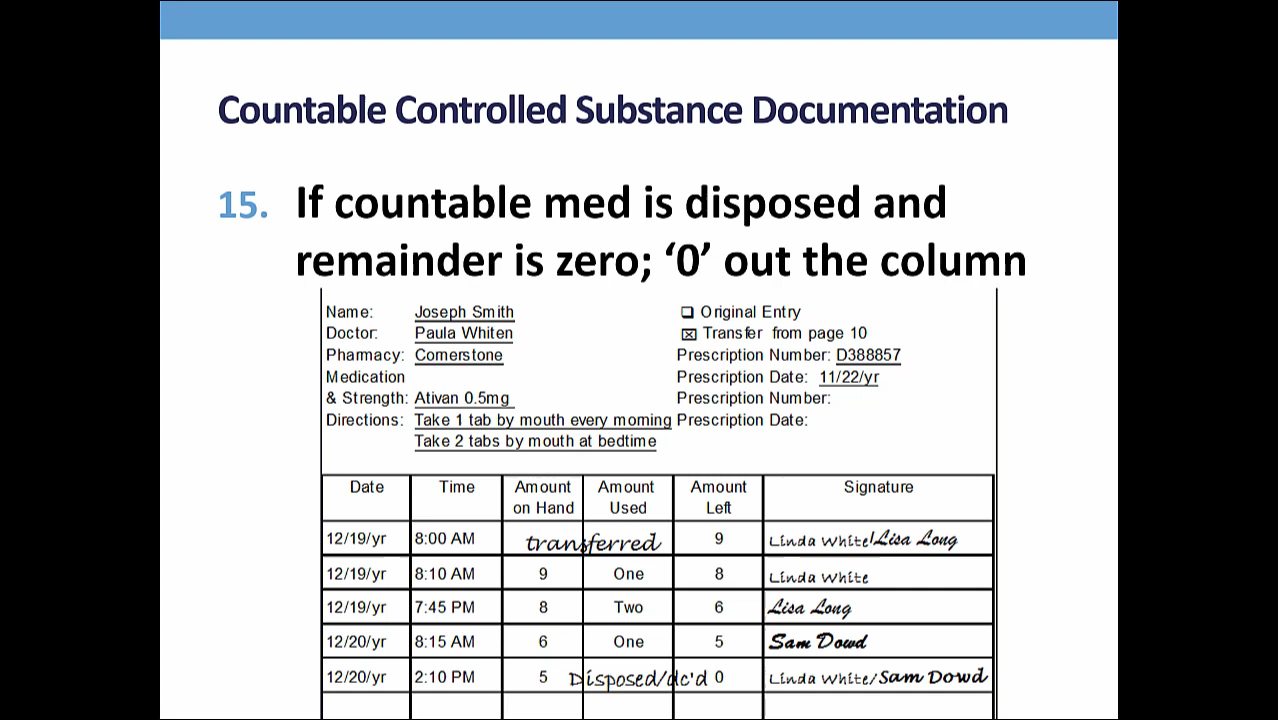 Countable Controlled Substance Documentation
15. If countable med is disposed and
remainder is zero; ‘0’ out the column
Name: Joseph Smith ❑ Original Entry
Doctor: Paula Whiten ☒ Transfer from page 10
Pharmacy: Cornerstone Prescription Number: D388857
Medication Prescription Date: 11/22/yr
& Strength: Ativan 0.5mg Prescription Number:
Directions: Take 1 tab by mouth every morning Prescription Date:
Take 2 tabs by mouth at bedtime
Date Time Amount Amount Amount Signature
on Hand Used Left
12/19/yr 8:00 AM transferred 9 Linda White/Lisa Long
12/19/yr 8:10 AM 9 One 8 Linda White
12/19/yr 7:45 PM 8 Two 6 Lisa Long
12/20/yr 8:15 AM 6 One 5 Sam Dowd
12/20/yr 2:10 PM 5 Disposed/dc'd 0 Linda White/Sam Dowd